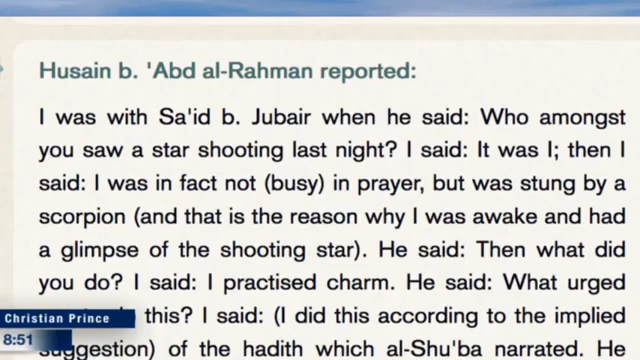 Husain b. 'Abd al-Rahman reported:
I was with Sa'id b. Jubair when he said: Who amongst
you saw a star shooting last night? I said: It was I; then I
said: I was in fact not (busy) in prayer, but was stung by a
scorpion (and that is the reason why I was awake and had
a glimpse of the shooting star). He said: Then what did
you do? I said: I practised charm. He said: What urged
this? I said: (I did this according to the implied
suggestion) of the hadith which al-Shu'ba narrated. He
Christian Prince
8:51